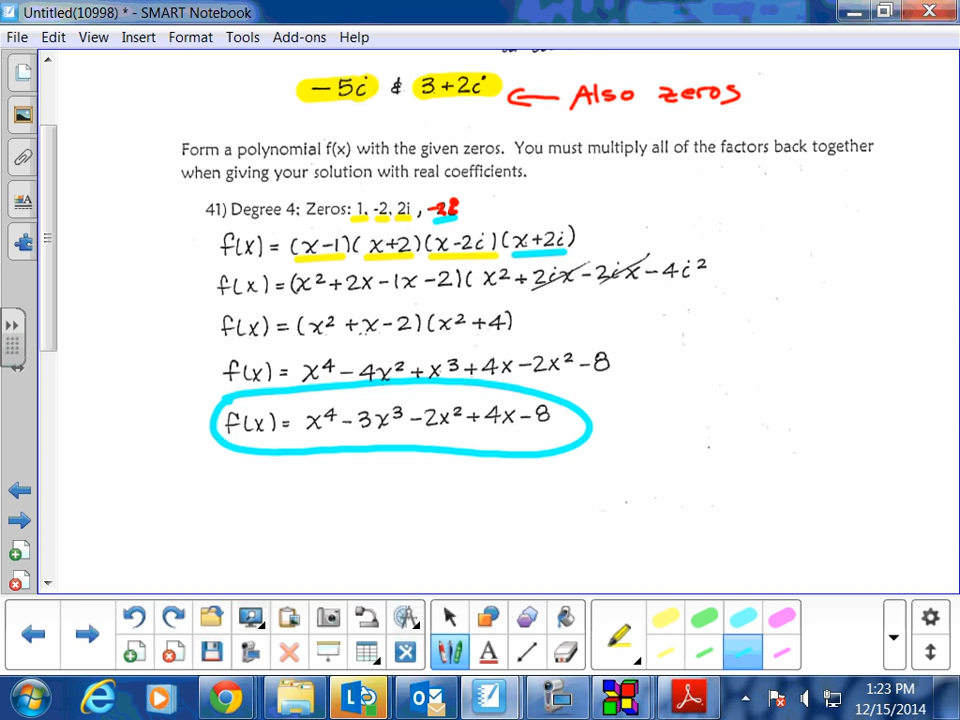 Untitled(10998) * - SMART Notebook
File Edit View Insert Format Tools Add-ons Help
-5i & 3+2i ← Also zeros
Form a polynomial f(x) with the given zeros. You must multiply all of the factors back together
when giving your solution with real coefficients.
41) Degree 4; Zeros: 1, -2, 2i ,
f(x) = (x-1)(x+2)(x-2i)(x+2i)
f(x) = (x²+2x-1x-2)(x²+2ix-2ix-4i²
f(x) = (x²+x-2)(x²+4)
f(x) = x⁴-4x²+x³+4x-2x²-8
f(x) = x⁴-3x³-2x²+4x-8
1:23 PM
12/15/2014